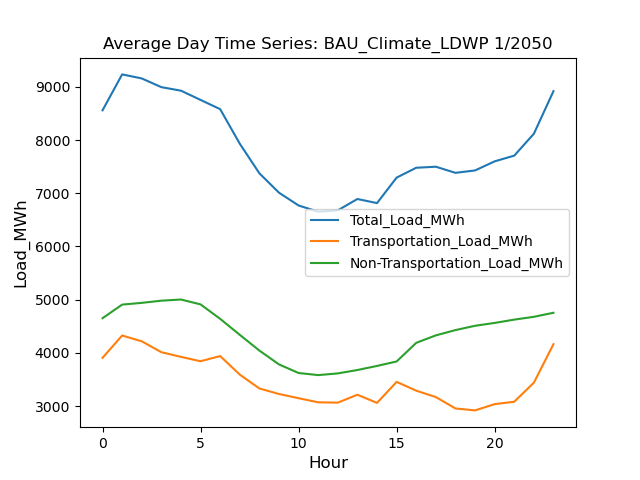 Average Day Time Series: BAU_Climate_LDWP 1/2050
Load_MWh
9000
8000
7000
6000
5000
4000
3000
Total_Load_MWh
Transportation_Load_MWh
Non-Transportation_Load_MWh
0 5 10 15 20
Hour